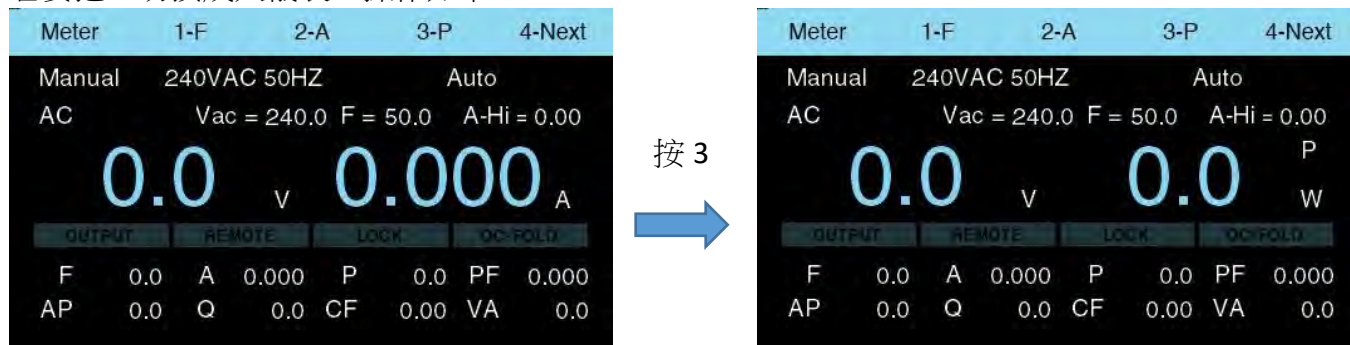 Meter 1-F 2-A 3-P 4-Next
Manual 240VAC 50HZ Auto
AC Vac = 240.0 F = 50.0 A-Hi = 0.00
0.0 V 0.000 A
OUTPUT REMOTE LOCK OC/FOLD
F 0.0 A 0.000 P 0.0 PF 0.000
AP 0.0 Q 0.0 CF 0.00 VA 0.0
按 3
Meter 1-F 2-A 3-P 4-Next
Manual 240VAC 50HZ Auto
AC Vac = 240.0 F = 50.0 A-Hi = 0.00
0.0 V 0.0 P W
OUTPUT REMOTE LOCK OC/FOLD
F 0.0 A 0.000 P 0.0 PF 0.000
AP 0.0 Q 0.0 CF 0.00 VA 0.0